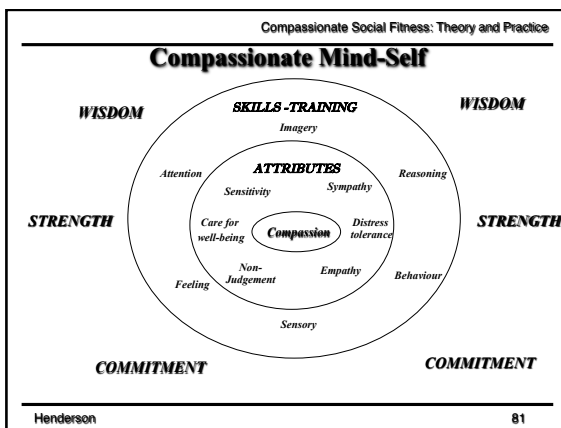 Compassionate Social Fitness: Theory and Practice
Compassionate Mind-Self
WISDOM
WISDOM
SKILLS -TRAINING
Imagery
ATTRIBUTES
Attention
Reasoning
Sensitivity
Sympathy
STRENGTH
STRENGTH
Care for
well-being
Compassion
Distress
tolerance
Non-
Judgement
Empathy
Feeling
Behaviour
Sensory
COMMITMENT
COMMITMENT
Henderson
81